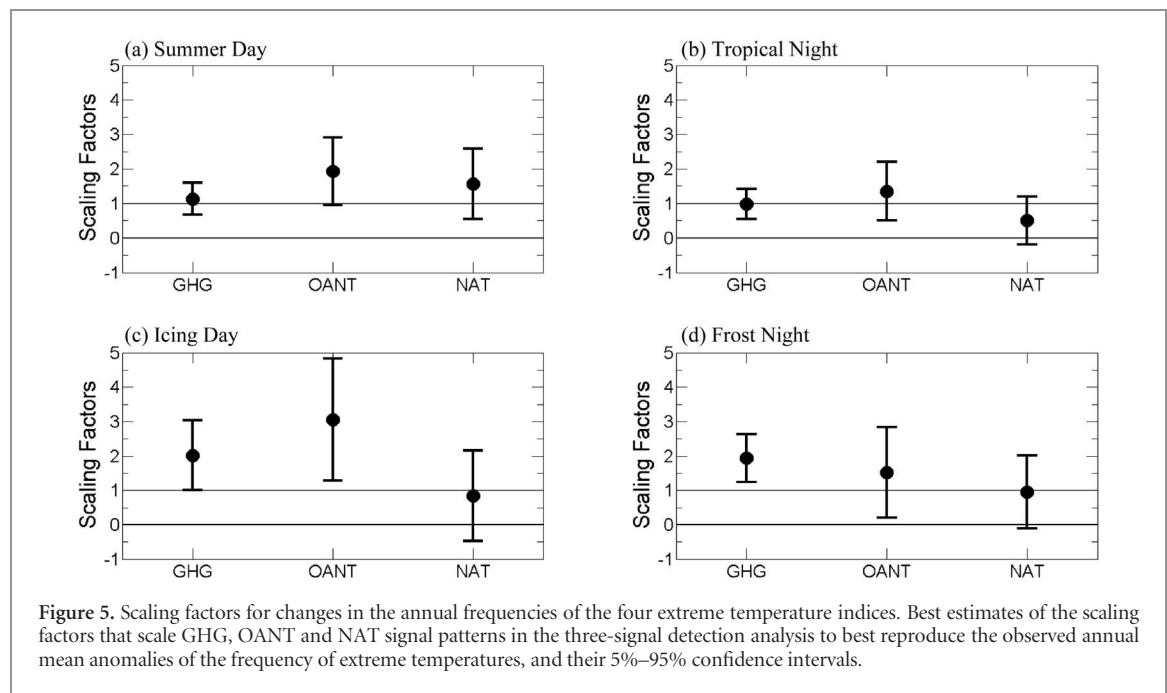 (a) Summer Day
5
4
3
2
1
0
-1
Scaling Factors
GHG OANT NAT
(b) Tropical Night
5
4
3
2
1
0
-1
Scaling Factors
GHG OANT NAT
(c) Icing Day
5
4
3
2
1
0
-1
Scaling Factors
GHG OANT NAT
(d) Frost Night
5
4
3
2
1
0
-1
Scaling Factors
GHG OANT NAT
Figure 5. Scaling factors for changes in the annual frequencies of the four extreme temperature indices. Best estimates of the scaling
factors that scale GHG, OANT and NAT signal patterns in the three-signal detection analysis to best reproduce the observed annual
mean anomalies of the frequency of extreme temperatures, and their 5%–95% confidence intervals.